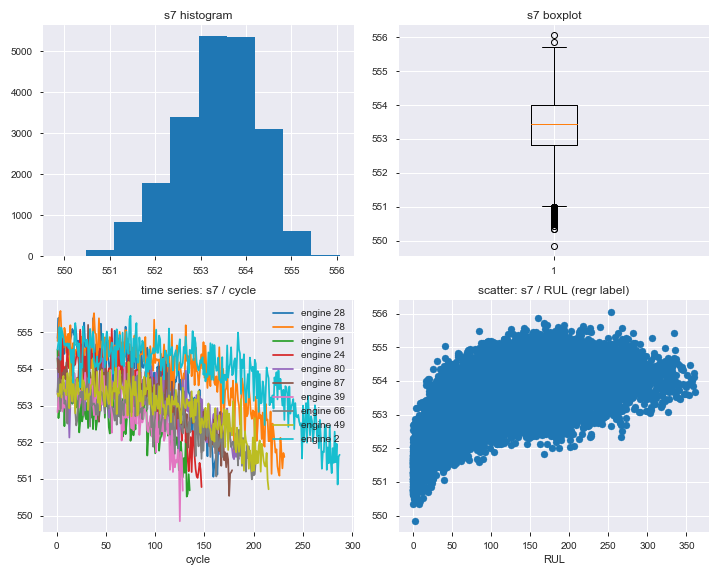 s7 histogram
5000
4000
3000
2000
1000
0
550 551 552 553 554 555 556
s7 boxplot
556
555
554
553
552
551
550
1
time series: s7 / cycle
555
554
553
552
551
550
engine 28
engine 78
engine 91
engine 24
engine 80
engine 87
engine 39
engine 66
engine 49
engine 2
0 50 100 150 200 250 300
cycle
scatter: s7 / RUL (regr label)
556
555
554
553
552
551
550
0 50 100 150 200 250 300 350
RUL